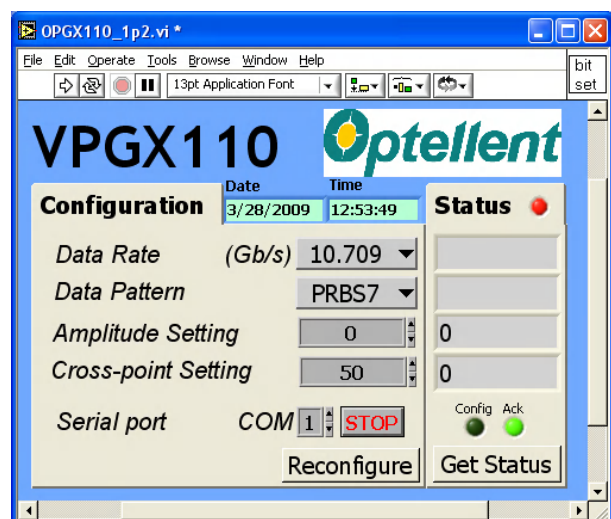 OPGX110_1p2.vi *
File Edit Operate Tools Browse Window Help
13pt Application Font
bit
set
VPGX110
Optellent
Date Time
Configuration 3/28/2009 12:53:49 Status
Data Rate (Gb/s) 10.709
Data Pattern PRBS7
Amplitude Setting 0 0
Cross-point Setting 50 0
Config Ack
Serial port COM 1 STOP
Reconfigure Get Status